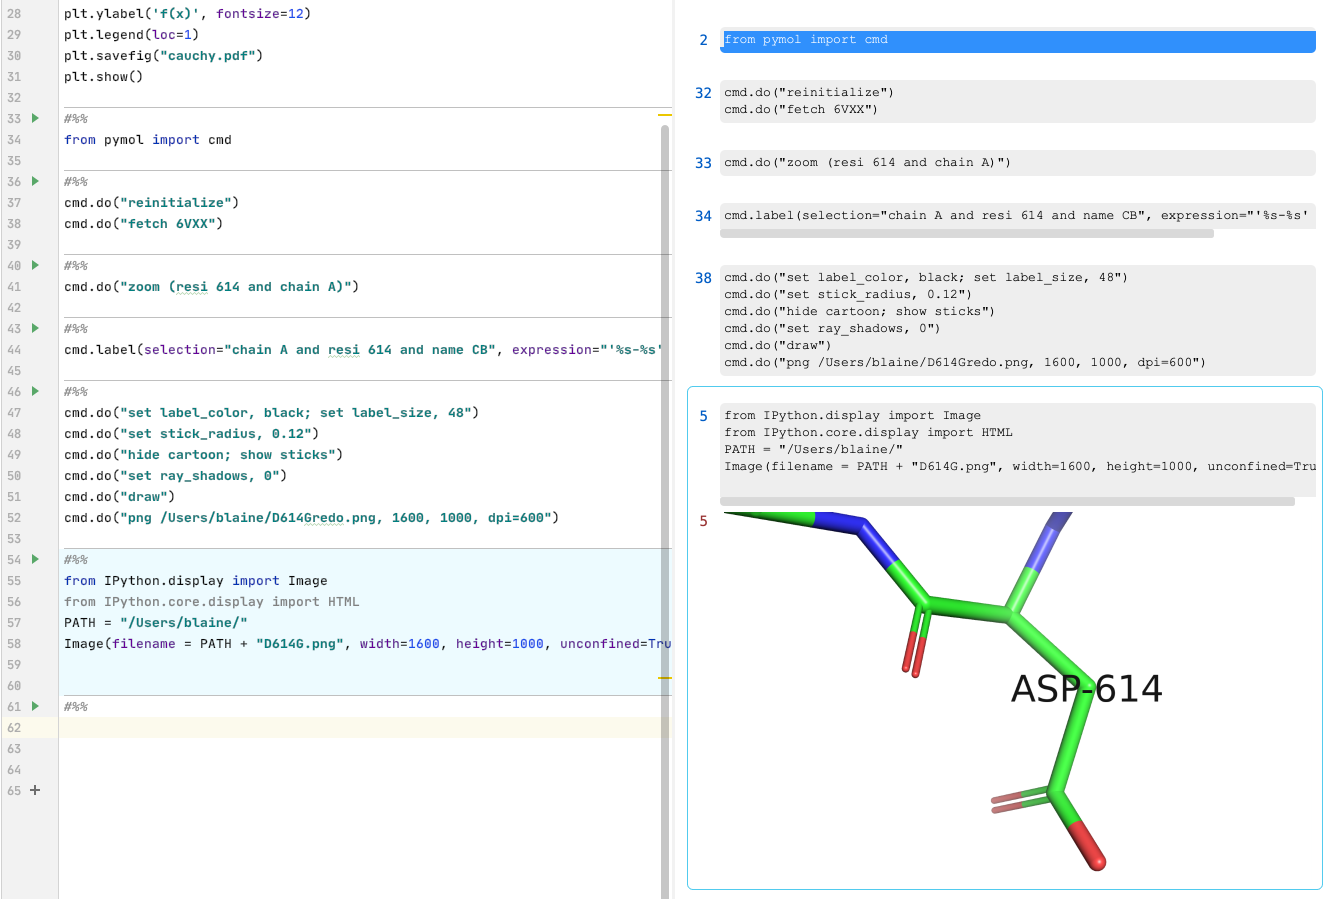 28 plt.ylabel('f(x)', fontsize=12)
29 plt.legend(loc=1)
30 plt.savefig("cauchy.pdf")
31 plt.show()
32
33 #%%
34 from pymol import cmd
35
36 #%%
37 cmd.do("reinitialize")
38 cmd.do("fetch 6VXX")
39
40 #%%
41 cmd.do("zoom (resi 614 and chain A)")
42
43 #%%
44 cmd.label(selection="chain A and resi 614 and name CB", expression="'%s-%s'
45
46 #%%
47 cmd.do("set label_color, black; set label_size, 48")
48 cmd.do("set stick_radius, 0.12")
49 cmd.do("hide cartoon; show sticks")
50 cmd.do("set ray_shadows, 0")
51 cmd.do("draw")
52 cmd.do("png /Users/blaine/D614Gredo.png, 1600, 1000, dpi=600")
53
54 #%%
55 from IPython.display import Image
56 from IPython.core.display import HTML
57 PATH = "/Users/blaine/"
58 Image(filename = PATH + "D614G.png", width=1600, height=1000, unconfined=Tru
59
60
61 #%%
62
63
64
65 +
2 from pymol import cmd
32 cmd.do("reinitialize")
cmd.do("fetch 6VXX")
33 cmd.do("zoom (resi 614 and chain A)")
34 cmd.label(selection="chain A and resi 614 and name CB", expression="'%s-%s'
38 cmd.do("set label_color, black; set label_size, 48")
cmd.do("set stick_radius, 0.12")
cmd.do("hide cartoon; show sticks")
cmd.do("set ray_shadows, 0")
cmd.do("draw")
cmd.do("png /Users/blaine/D614Gredo.png, 1600, 1000, dpi=600")
5 from IPython.display import Image
from IPython.core.display import HTML
PATH = "/Users/blaine/"
Image(filename = PATH + "D614G.png", width=1600, height=1000, unconfined=Tru
5
ASP-614